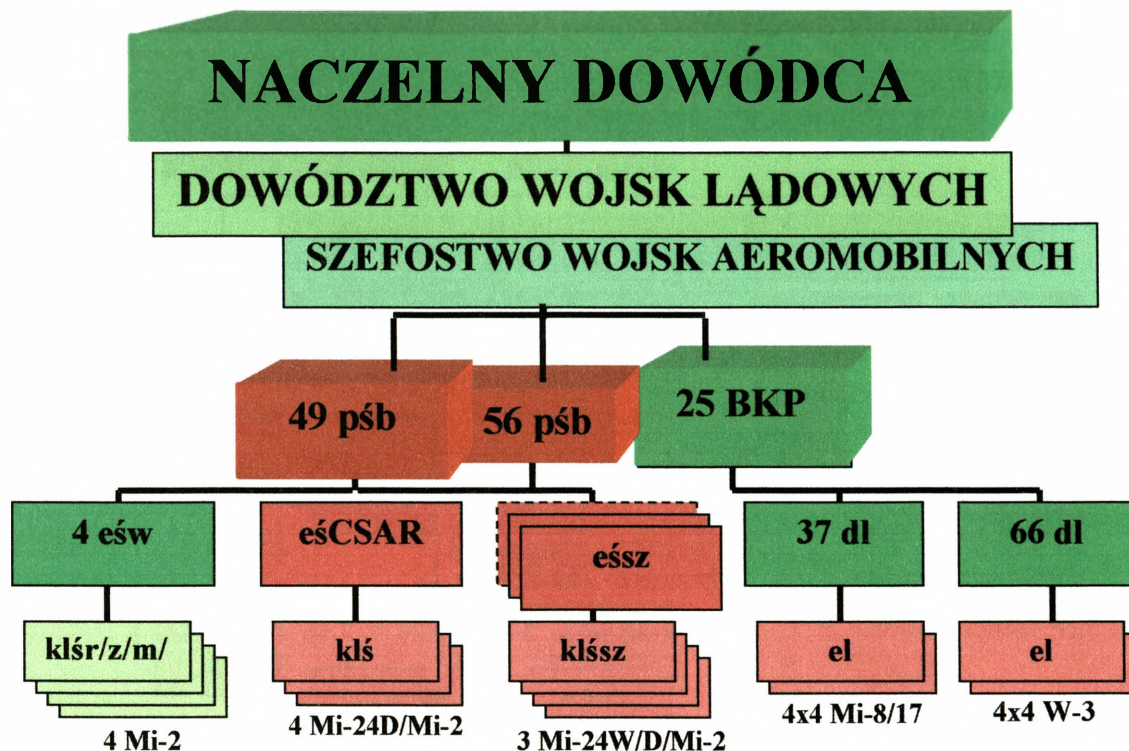 NACZELNY DOWÓDCA
DOWÓDZTWO WOJSK LĄDOWYCH
SZEFOSTWO WOJSK AEROMOBILNYCH
49 pśb
56 pśb
25 BKP
4 eśw
eśCSAR
eśsz
37 dl
66 dl
klśr/z/m/
klś
klśsz
el
el
4 Mi-2
4 Mi-24D/Mi-2
3 Mi-24W/D/Mi-2
4x4 Mi-8/17
4x4 W-3